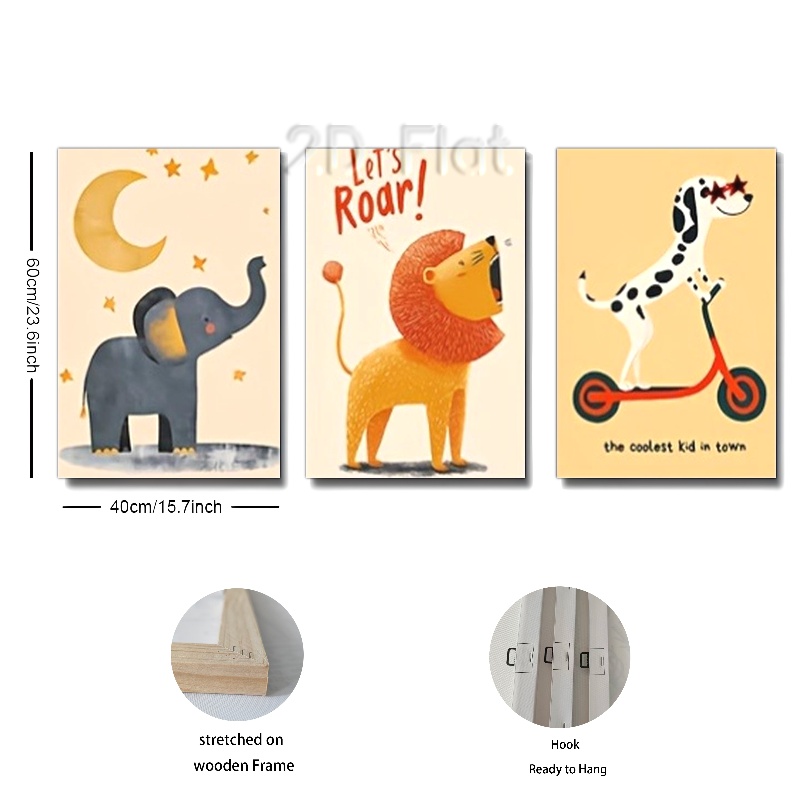 2D Flat
LET'S
ROAR!
60cm/23.6inch
the coolest kid in town
40cm/15.7inch
stretched on
wooden Frame
Hook
Ready to Hang